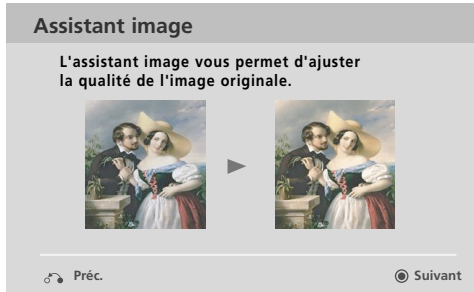 Assistant image
L'assistant image vous permet d'ajuster
la qualité de l'image originale.
Préc.
Suivant